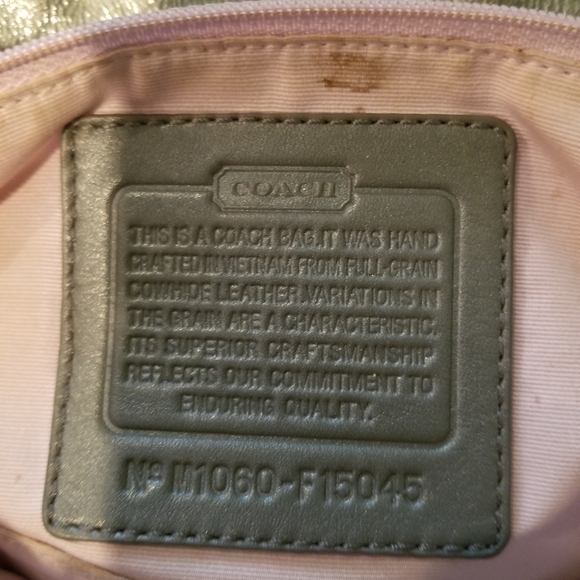 COACH
THIS IS A COACH BAG.IT WAS HAND
CRAFTED IN VIETNAM FROM FULL-GRAIN
COWHIDE LEATHER.VARIATIONS IN
THE GRAIN ARE A CHARACTERISTIC.
ITS SUPERIOR CRAFTSMANSHIP
REFLECTS OUR COMMITMENT TO
ENDURING QUALITY.
Nº M1060-F15045